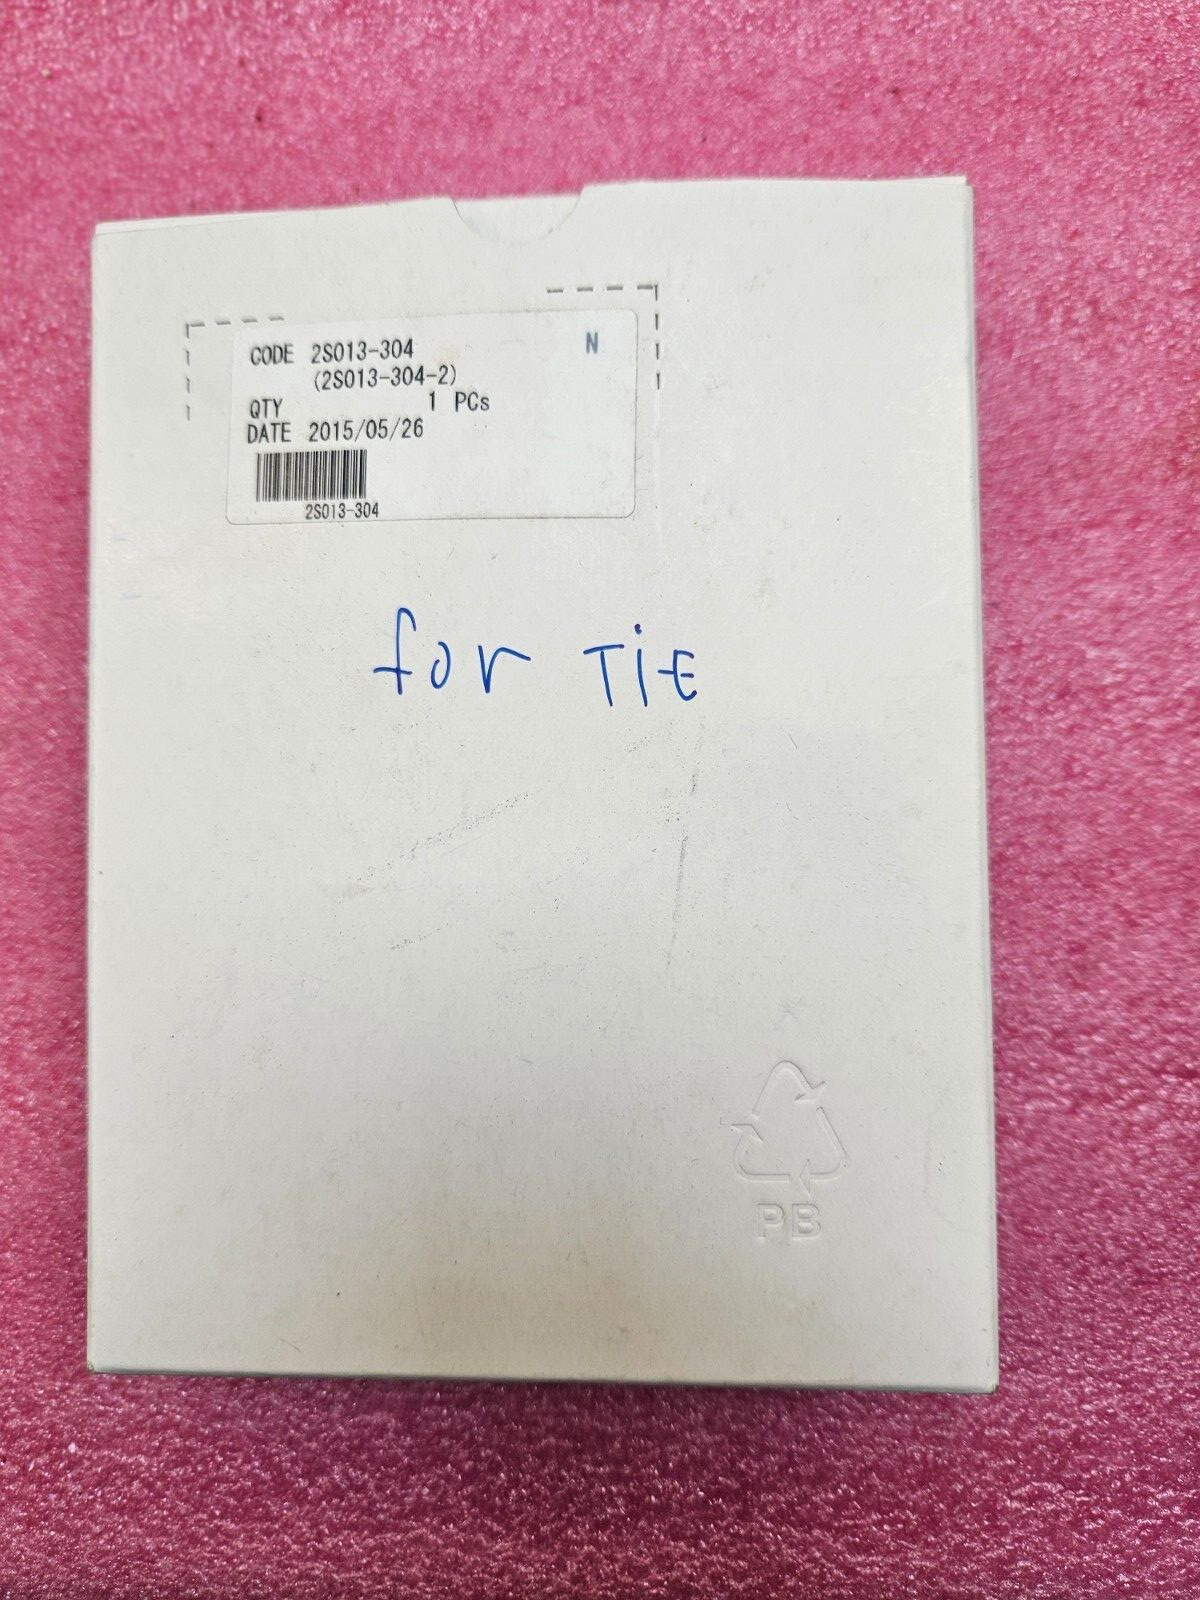 CODE 2S013-304 N
(2S013-304-2)
QTY 1 PCs
DATE 2015/05/26
2S013-304
for TiE
PB